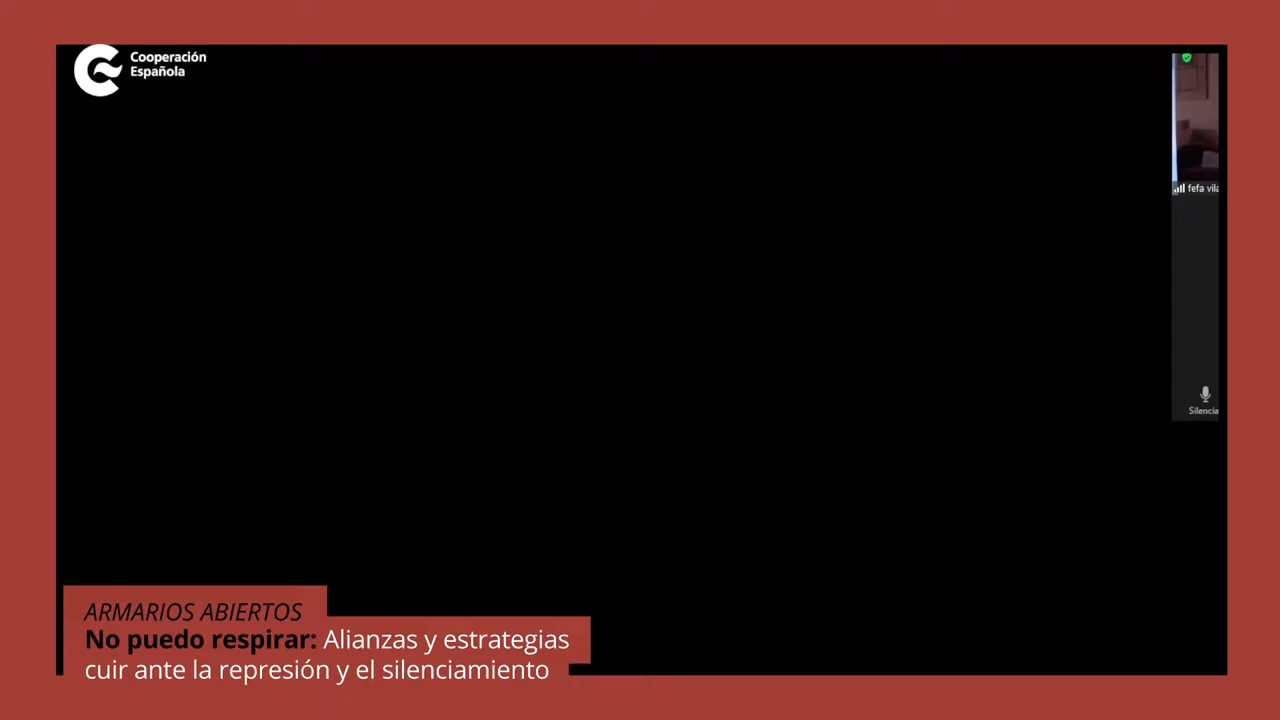 Cooperación
Española
fefa vila
Silencia
ARMARIOS ABIERTOS
No puedo respirar: Alianzas y estrategias
cuir ante la represión y el silenciamiento